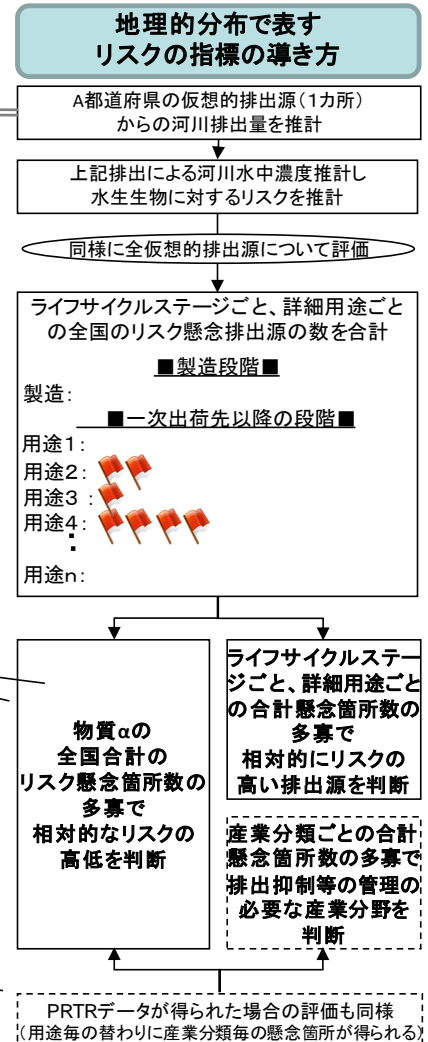 地理的分布で表す
リスクの指標の導き方
A都道府県の仮想的排出源（1カ所）
からの河川排出量を推計
上記排出による河川水中濃度推計し
水生生物に対するリスクを推計
同様に全仮想的排出源について評価
ライフサイクルステージごと、詳細用途ごと
の全国のリスク懸念排出源の数を合計
■製造段階■
製造：
■一次出荷先以降の段階■
用途1：
用途2：
用途3 ：
用途4：
・
・
用途n：
物質αの
全国合計の
リスク懸念箇所数の
多寡で
相対的なリスクの
高低を判断
ライフサイクルステー
ジごと、詳細用途ごと
の合計懸念箇所数の
多寡で
相対的にリスクの
高い排出源を判断
産業分類ごとの合計
懸念箇所数の多寡で
排出抑制等の管理の
必要な産業分野を
判断
PRTRデータが得られた場合の評価も同様
（用途毎の替わりに産業分類毎の懸念箇所が得られる）